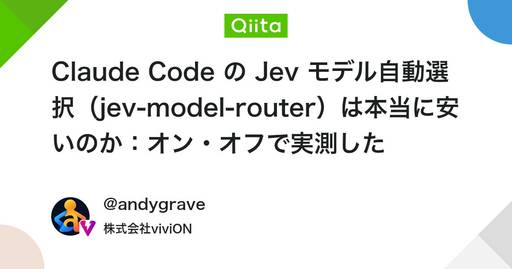 Qiita
Claude Code の Jev モデル自動選
択（jev-model-router）は本当に安
いのか：オン・オフで実測した
@andygrave
株式会社viviON